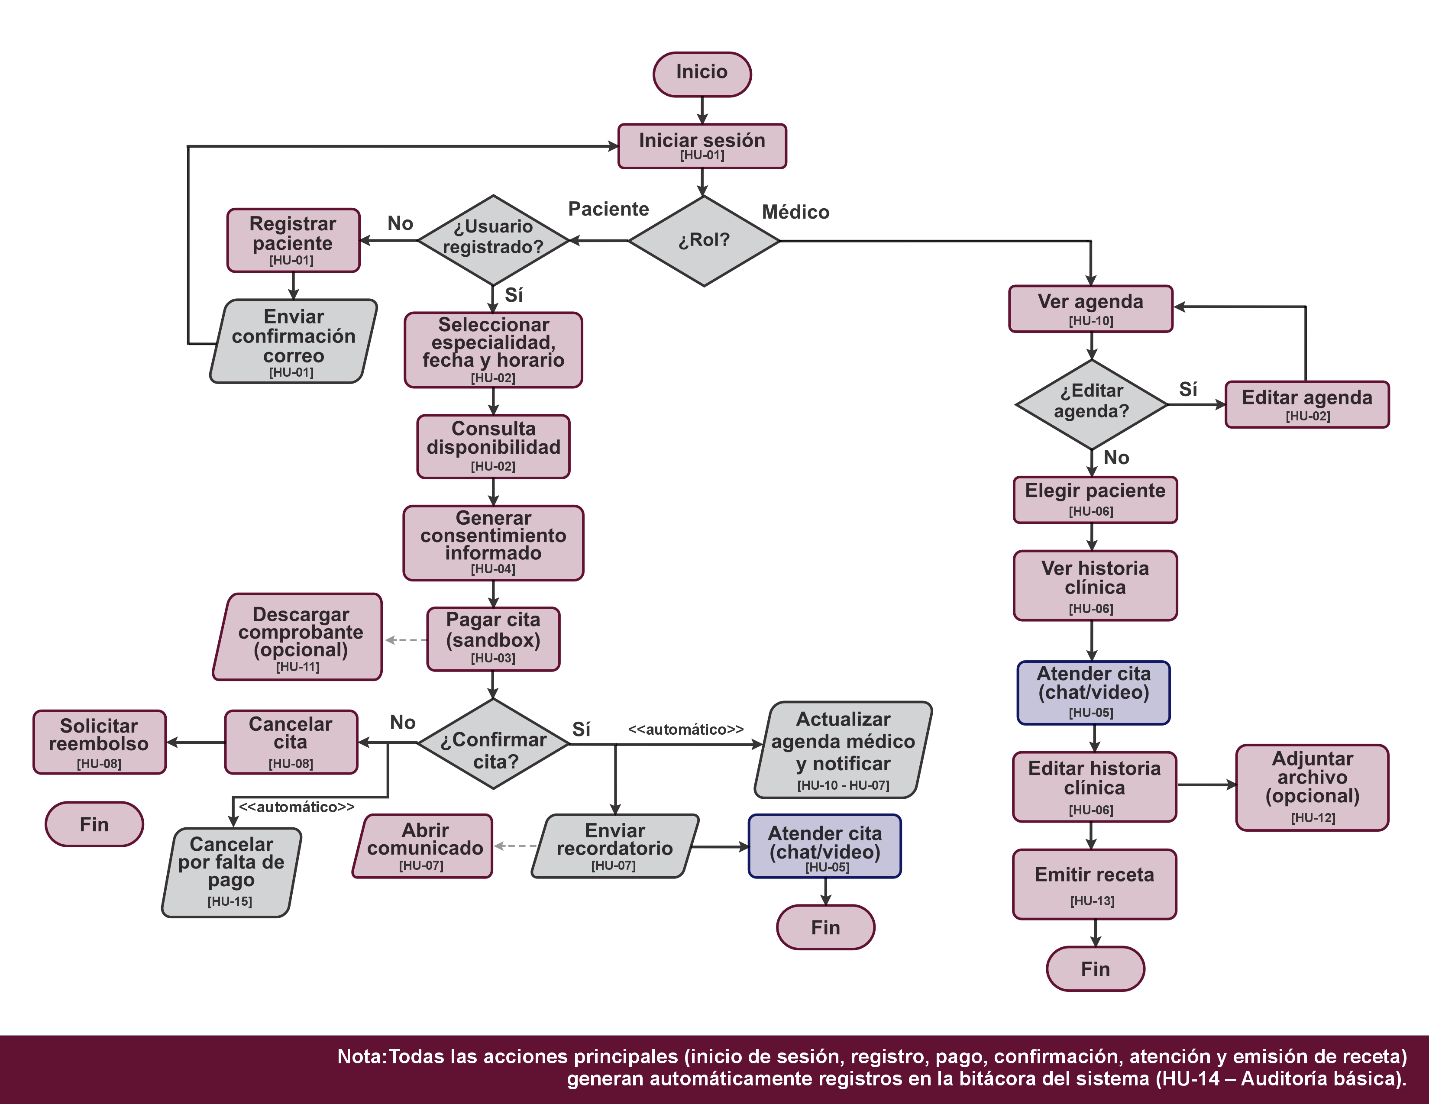 Inicio
Iniciar sesión
[HU-01]
¿Rol?
Paciente
Médico
¿Usuario
registrado?
No
Sí
Registrar
paciente
[HU-01]
Enviar
confirmación
correo
[HU-01]
Seleccionar
especialidad,
fecha y horario
[HU-02]
Consulta
disponibilidad
[HU-02]
Generar
consentimiento
informado
[HU-04]
Pagar cita
(sandbox)
[HU-03]
Descargar
comprobante
(opcional)
[HU-11]
¿Confirmar
cita?
No
Sí
Cancelar
cita
[HU-08]
Solicitar
reembolso
[HU-08]
Fin
<<automático>>
Cancelar
por falta de
pago
[HU-15]
<<automático>>
Actualizar
agenda médico
y notificar
[HU-10 - HU-07]
Enviar
recordatorio
[HU-07]
Abrir
comunicado
[HU-07]
Atender cita
(chat/video)
[HU-05]
Fin
Ver agenda
[HU-10]
¿Editar
agenda?
Sí
Editar agenda
[HU-02]
No
Elegir paciente
[HU-06]
Ver historia
clínica
[HU-06]
Atender cita
(chat/video)
[HU-05]
Editar historia
clínica
[HU-06]
Adjuntar
archivo
(opcional)
[HU-12]
Emitir receta
[HU-13]
Fin
Nota:Todas las acciones principales (inicio de sesión, registro, pago, confirmación, atención y emisión de receta)
generan automáticamente registros en la bitácora del sistema (HU-14 – Auditoría básica).